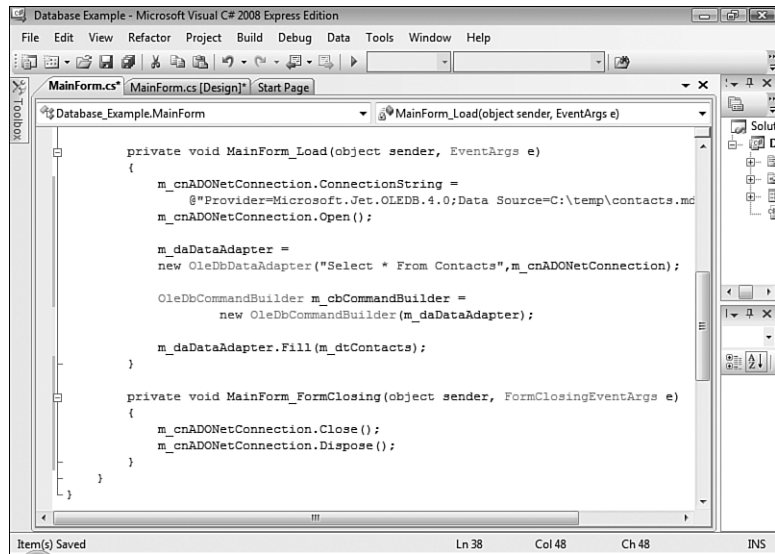 Database Example - Microsoft Visual C# 2008 Express Edition
File Edit View Refactor Project Build Debug Data Tools Window Help
Toolbox
MainForm.cs* MainForm.cs [Design]* Start Page
Database_Example.MainForm MainForm_Load(object sender, EventArgs e)
private void MainForm_Load(object sender, EventArgs e)
{
m_cnADONetConnection.ConnectionString =
@"Provider=Microsoft.Jet.OLEDB.4.0;Data Source=C:\temp\contacts.md
m_cnADONetConnection.Open();
m_daDataAdapter =
new OleDbDataAdapter("Select * From Contacts",m_cnADONetConnection);
OleDbCommandBuilder m_cbCommandBuilder =
new OleDbCommandBuilder(m_daDataAdapter);
m_daDataAdapter.Fill(m_dtContacts);
}
private void MainForm_FormClosing(object sender, FormClosingEventArgs e)
{
m_cnADONetConnection.Close();
m_cnADONetConnection.Dispose();
}
}
}
Solu
D
Item(s) Saved Ln 38 Col 48 Ch 48 INS